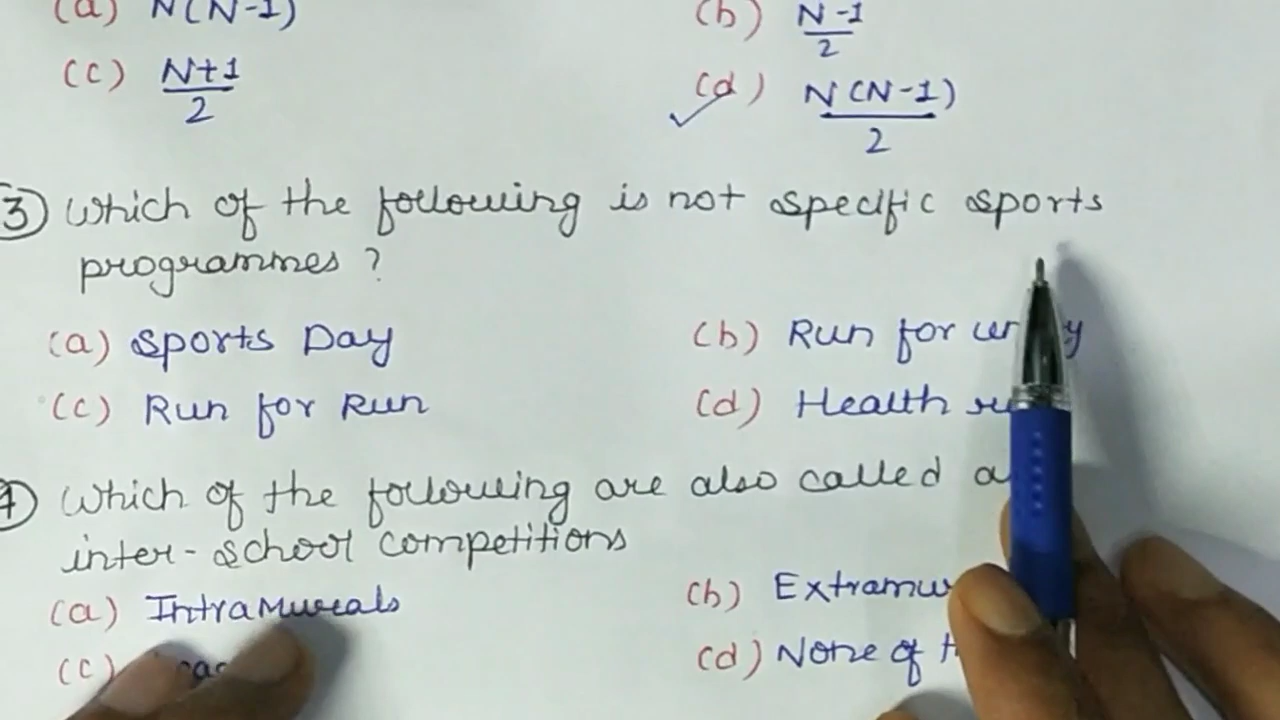 (a) N(N-1) (b) N-1/2
(c) N+1/2 (d) N(N-1)/2
3 Which of the following is not specific sports
programmes ?
(a) Sports Day (b) Run for
(c) Run for Run (d) Health
4 Which of the following are also called
inter-school competitions
(a) Intramurals (b)
(c) (d) None of